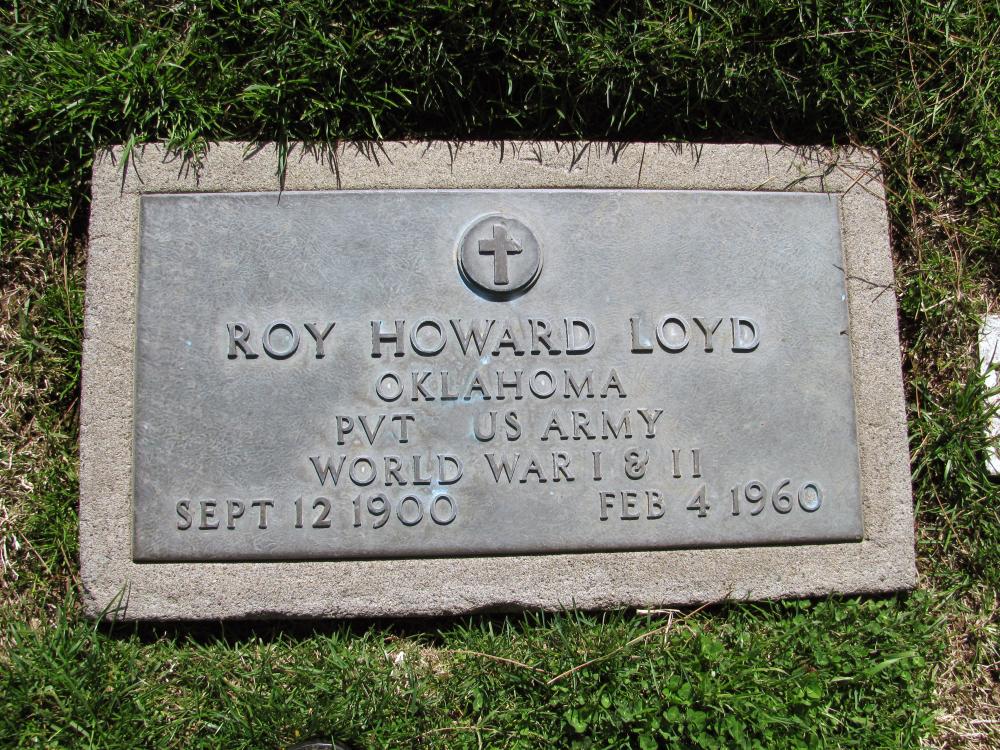 ROY HOWARD LOYD
OKLAHOMA
PVT US ARMY
WORLD WAR I & II
SEPT 12 1900 FEB 4 1960